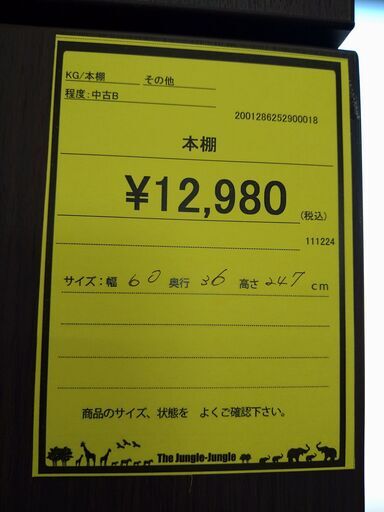 KG/本棚 その他
程度:中古B
2001286252900018
本棚
¥12,980(税込)
111224
サイズ:幅 60 奥行 36 高さ 247 cm
商品のサイズ、状態を よくご確認下さい。
The Jungle-Jungle